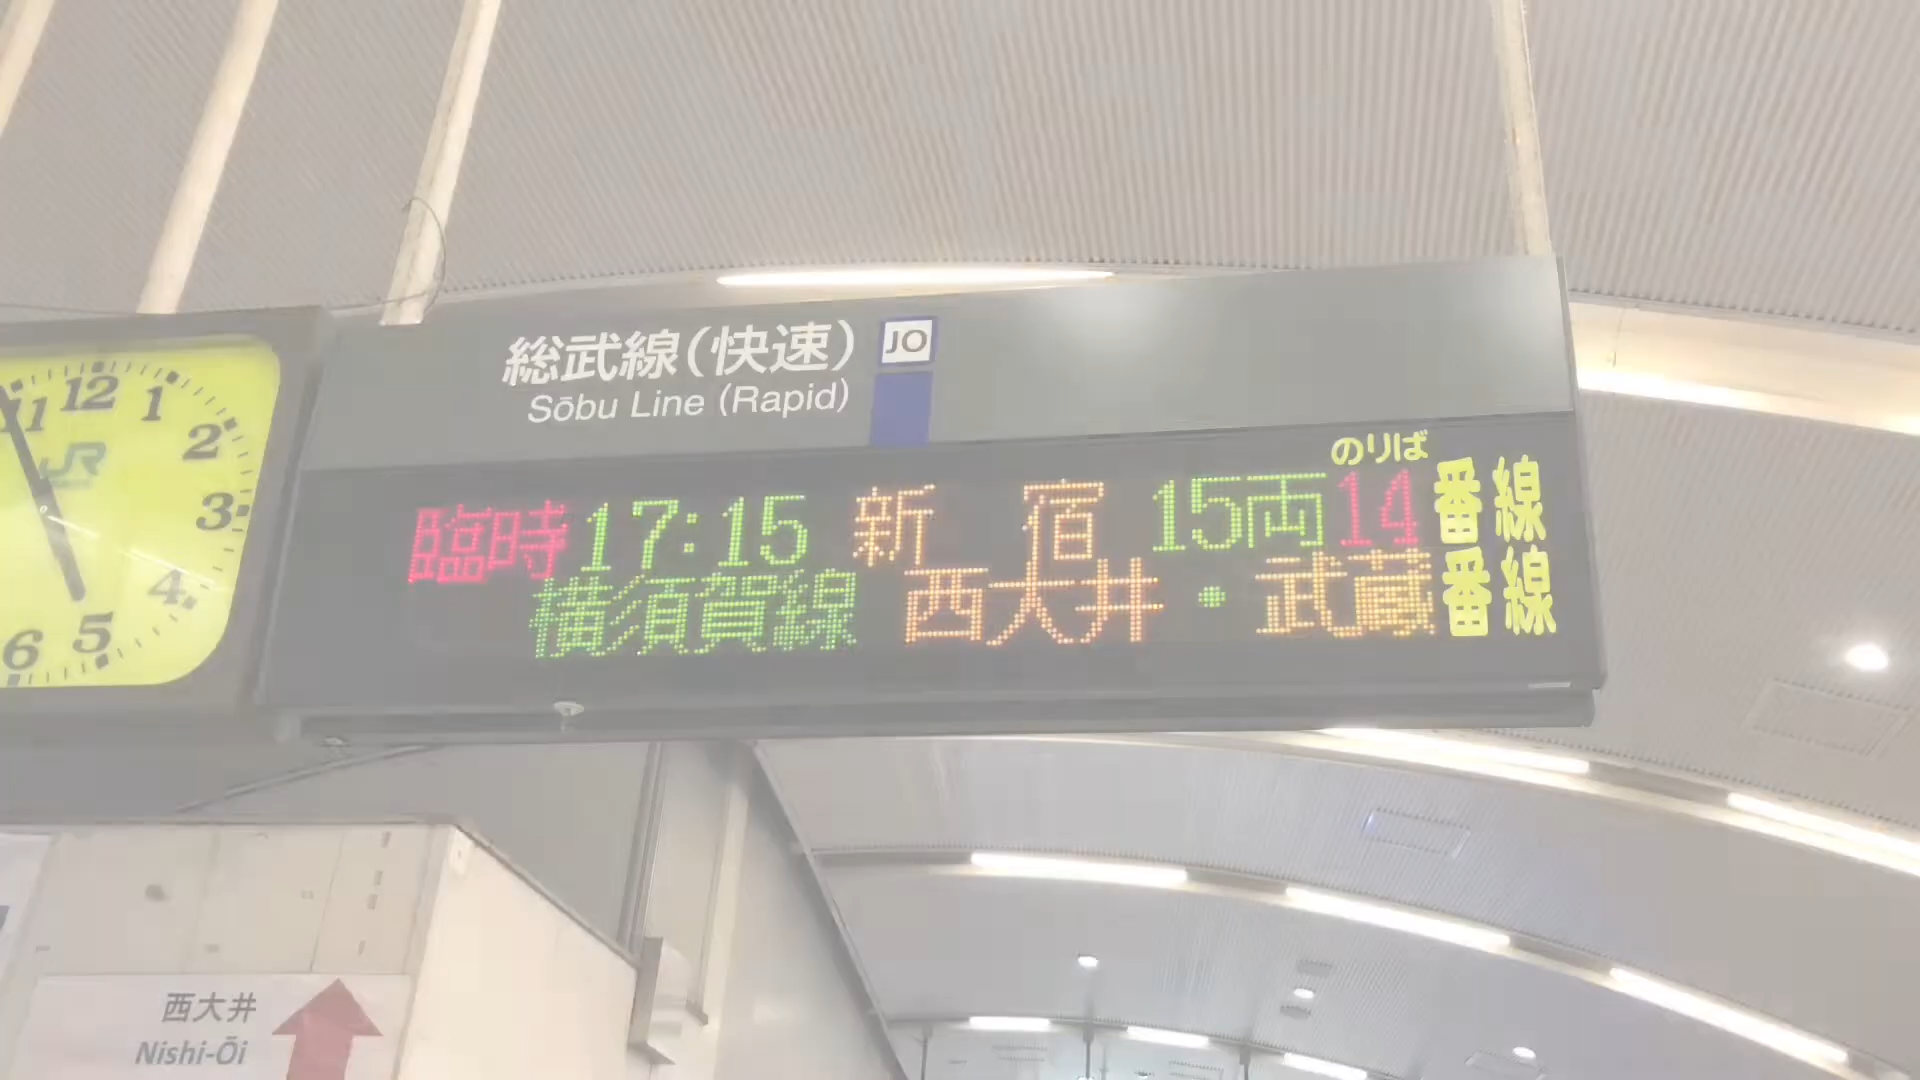 総武線(快速) JO
Sōbu Line (Rapid)
のりば
臨時 17:15 新 宿 15両 14 番線
横須賀線 西大井・武蔵 番線
11 12 1 2 3 4 5 6
JR
西大井
Nishi-Ōi